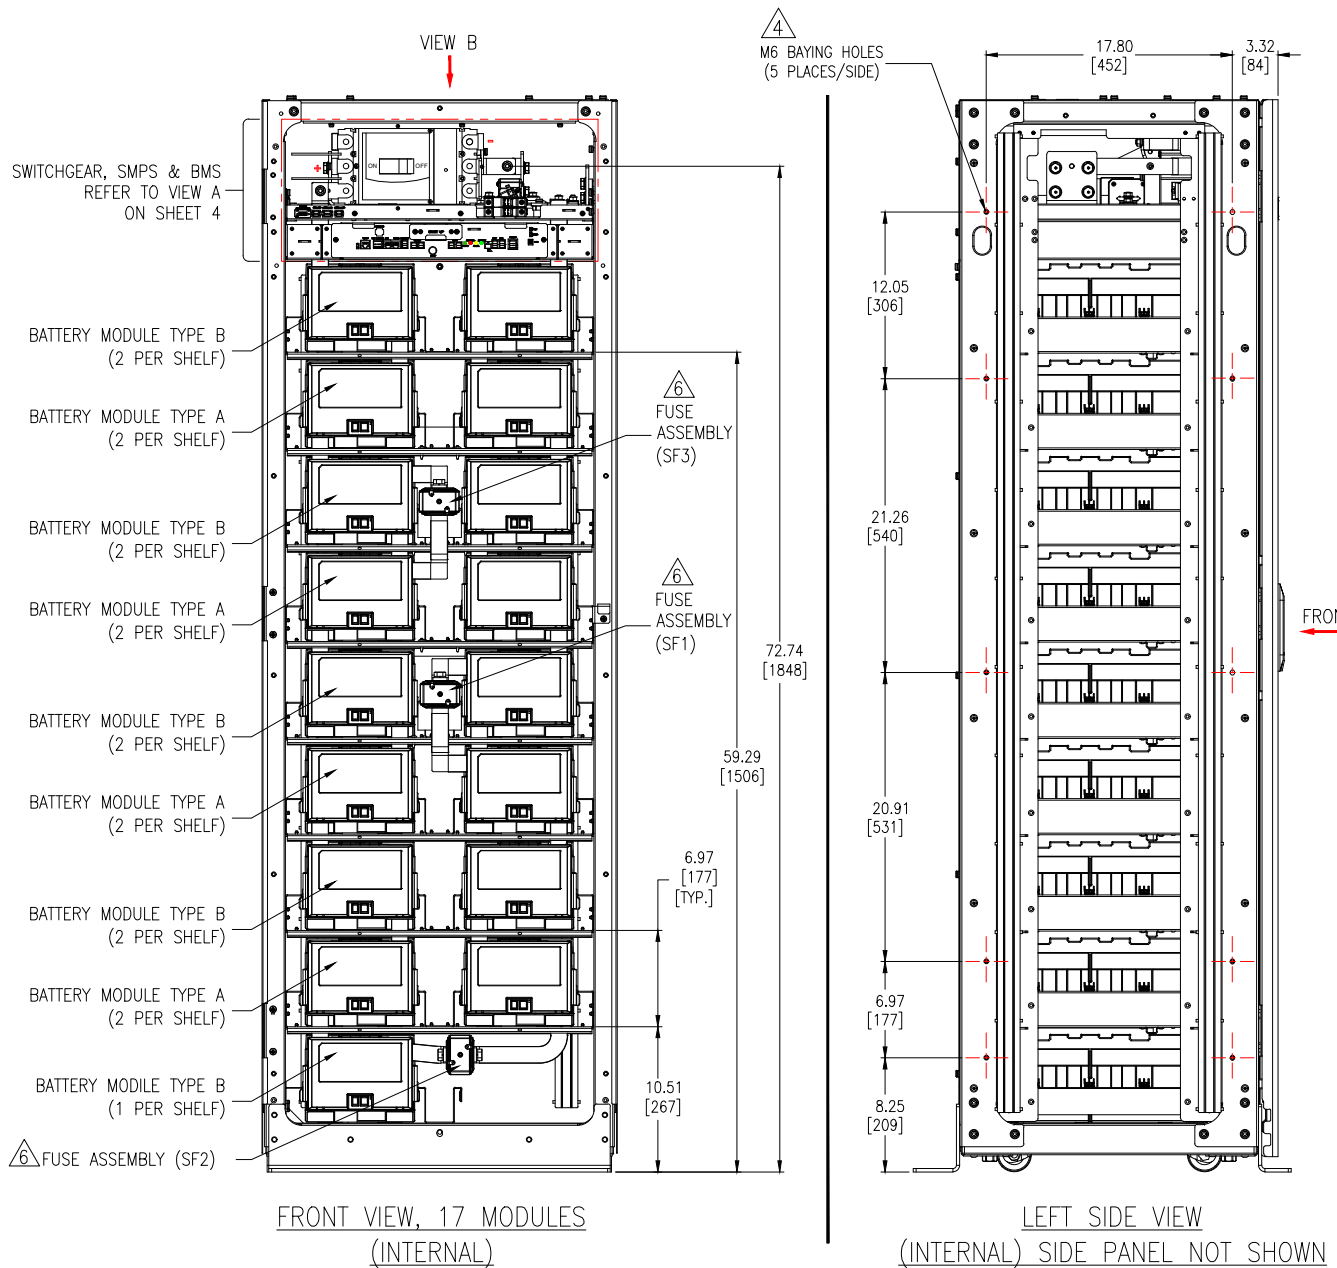 VIEW B
4
M6 BAYING HOLES
(5 PLACES/SIDE)
17.80
[452]
3.32
[84]
SWITCHGEAR, SMPS & BMS
REFER TO VIEW A
ON SHEET 4
+
-
ON
OFF
BATTERY MODULE TYPE B
(2 PER SHELF)
BATTERY MODULE TYPE A
(2 PER SHELF)
BATTERY MODULE TYPE B
(2 PER SHELF)
BATTERY MODULE TYPE A
(2 PER SHELF)
BATTERY MODULE TYPE B
(2 PER SHELF)
BATTERY MODULE TYPE A
(2 PER SHELF)
BATTERY MODULE TYPE B
(2 PER SHELF)
BATTERY MODULE TYPE A
(2 PER SHELF)
BATTERY MODILE TYPE B
(1 PER SHELF)
6
FUSE ASSEMBLY (SF2)
6
FUSE
ASSEMBLY
(SF3)
6
FUSE
ASSEMBLY
(SF1)
72.74
[1848]
59.29
[1506]
6.97
[177]
[TYP.]
10.51
[267]
12.05
[306]
21.26
[540]
20.91
[531]
6.97
[177]
8.25
[209]
FRON
FRONT VIEW, 17 MODULES
(INTERNAL)
LEFT SIDE VIEW
(INTERNAL) SIDE PANEL NOT SHOWN